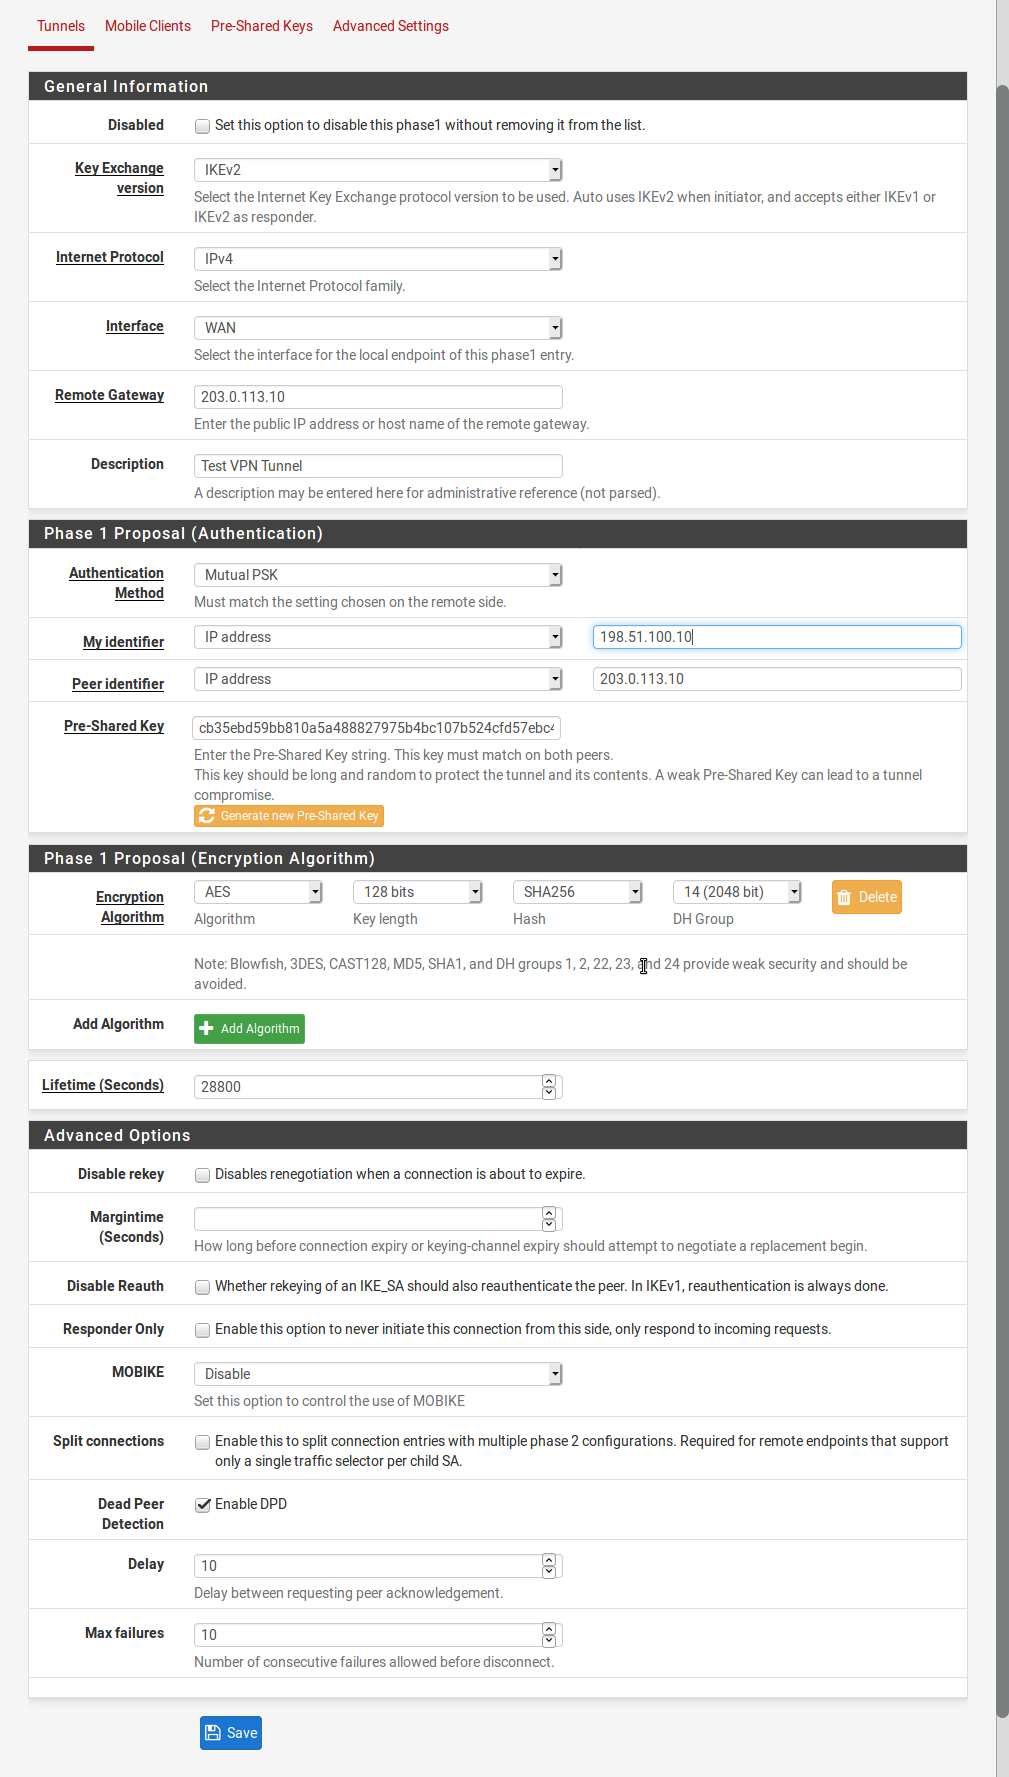 Tunnels Mobile Clients Pre-Shared Keys Advanced Settings
General Information
Disabled Set this option to disable this phase1 without removing it from the list.
Key Exchange version IKEv2
Select the Internet Key Exchange protocol version to be used. Auto uses IKEv2 when initiator, and accepts either IKEv1 or
IKEv2 as responder.
Internet Protocol IPv4
Select the Internet Protocol family.
Interface WAN
Select the interface for the local endpoint of this phase1 entry.
Remote Gateway 203.0.113.10
Enter the public IP address or host name of the remote gateway.
Description Test VPN Tunnel
A description may be entered here for administrative reference (not parsed).
Phase 1 Proposal (Authentication)
Authentication Method Mutual PSK
Must match the setting chosen on the remote side.
My identifier IP address 198.51.100.10
Peer identifier IP address 203.0.113.10
Pre-Shared Key cb35ebd59bb810a5a488827975b4bc107b524cfd57ebc4
Enter the Pre-Shared Key string. This key must match on both peers.
This key should be long and random to protect the tunnel and its contents. A weak Pre-Shared Key can lead to a tunnel
compromise.
Generate new Pre-Shared Key
Phase 1 Proposal (Encryption Algorithm)
Encryption Algorithm AES 128 bits SHA256 14 (2048 bit) Delete
Algorithm Key length Hash DH Group
Note: Blowfish, 3DES, CAST128, MD5, SHA1, and DH groups 1, 2, 22, 23, and 24 provide weak security and should be
avoided.
Add Algorithm Add Algorithm
Lifetime (Seconds) 28800
Advanced Options
Disable rekey Disables renegotiation when a connection is about to expire.
Margintime (Seconds)
How long before connection expiry or keying-channel expiry should attempt to negotiate a replacement begin.
Disable Reauth Whether rekeying of an IKE_SA should also reauthenticate the peer. In IKEv1, reauthentication is always done.
Responder Only Enable this option to never initiate this connection from this side, only respond to incoming requests.
MOBIKE Disable
Set this option to control the use of MOBIKE
Split connections Enable this to split connection entries with multiple phase 2 configurations. Required for remote endpoints that support
only a single traffic selector per child SA.
Dead Peer Detection Enable DPD
Delay 10
Delay between requesting peer acknowledgement.
Max failures 10
Number of consecutive failures allowed before disconnect.
Save